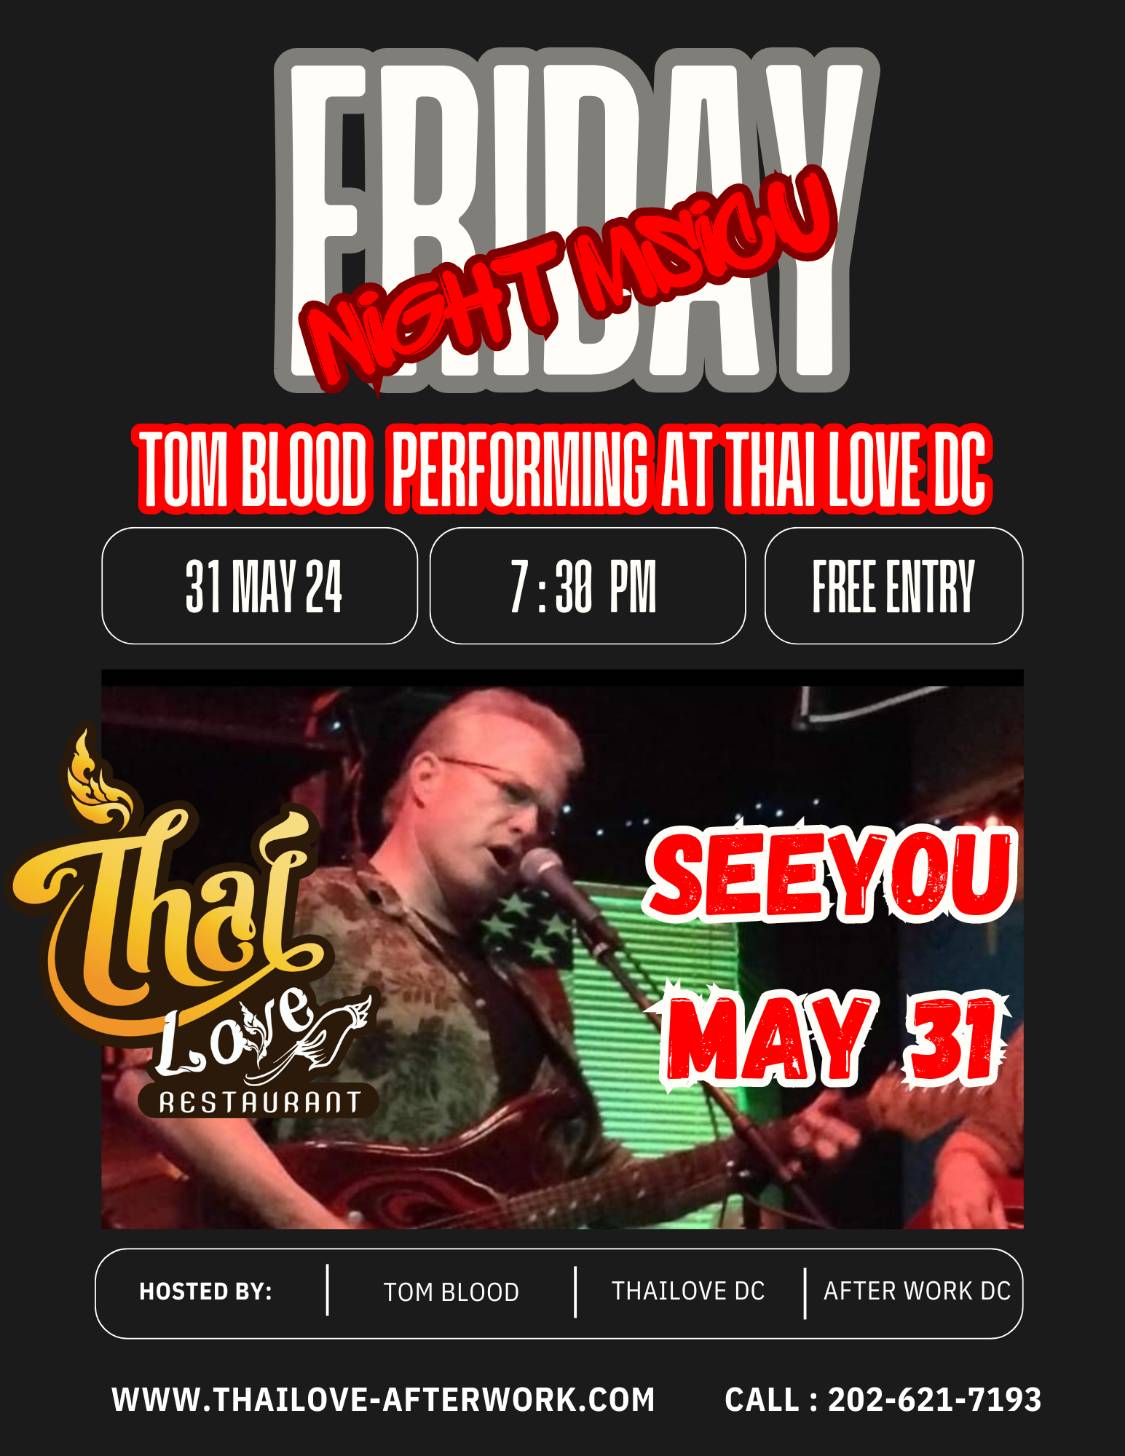 FRIDAY
NiGHT MSiCU
TOM BLOOD PERFORMING AT THAI LOVE DC
31 MAY 24
7 : 30 PM
FREE ENTRY
Thai
Love
RESTAURANT
SEEYOU
MAY 31
HOSTED BY:
TOM BLOOD
THAILOVE DC
AFTER WORK DC
WWW.THAILOVE-AFTERWORK.COM
CALL : 202-621-7193